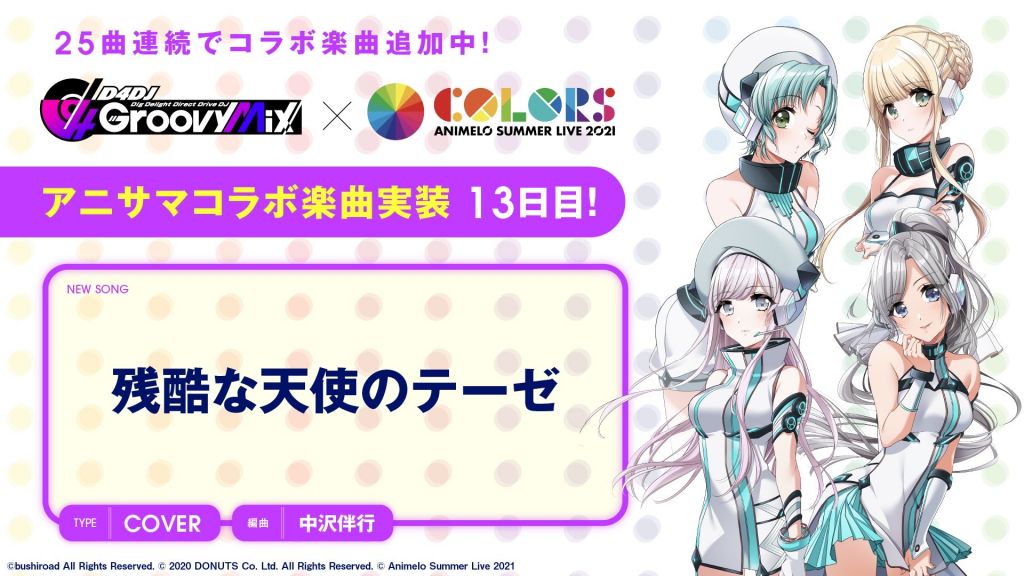 25曲連続でコラボ楽曲追加中!
D4DJ
Dig Delight Direct Drive DJ
GroovyMix!
×
COLORS
ANIMELO SUMMER LIVE 2021
アニサマコラボ楽曲実装 13日目!
NEW SONG
残酷な天使のテーゼ
TYPE COVER
編曲 中沢伴行
©bushiroad All Rights Reserved. © 2020 DONUTS Co. Ltd. All Rights Reserved. © Animelo Summer Live 2021